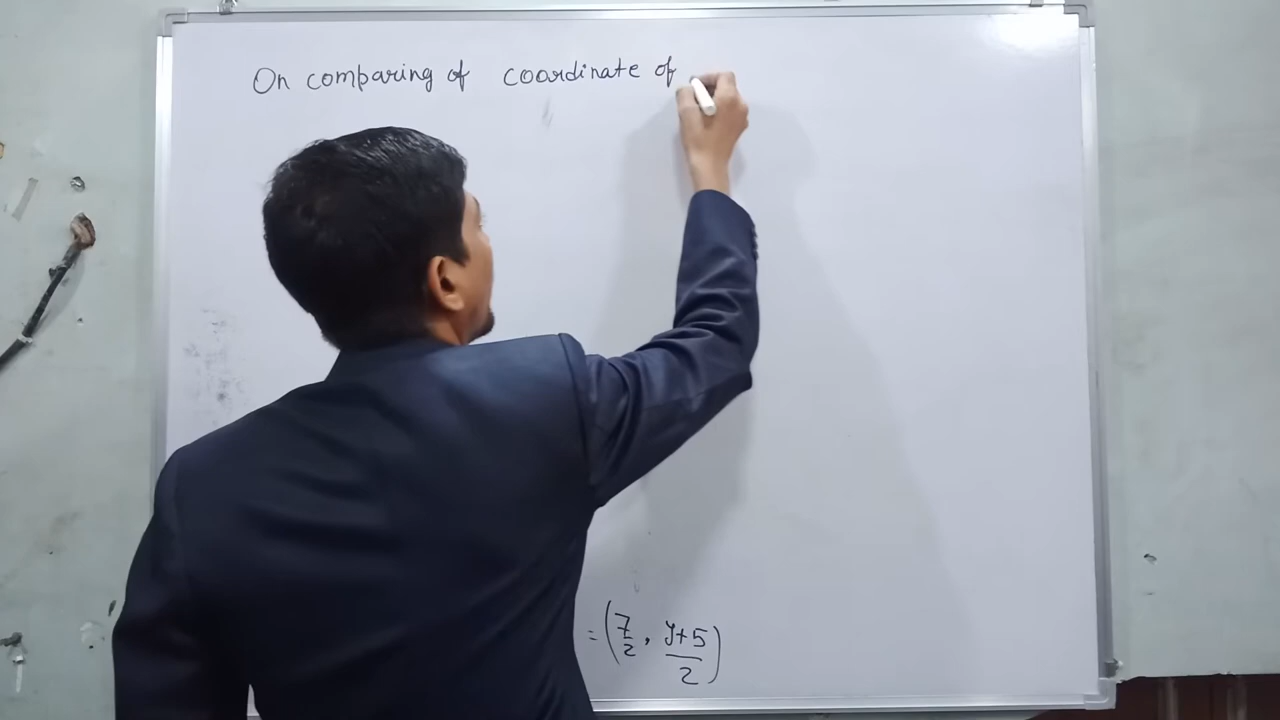 On comparing of coordinate of
= (7/2, y+5/2)